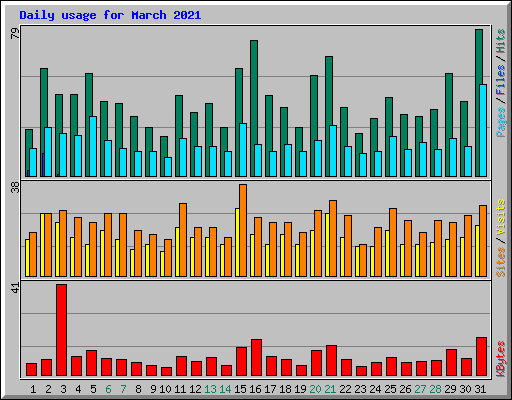 Daily usage for March 2021
79
Pages / Files / Hits
38
Sites / Visits
41
KBytes
1 2 3 4 5 6 7 8 9 10 11 12 13 14 15 16 17 18 19 20 21 22 23 24 25 26 27 28 29 30 31